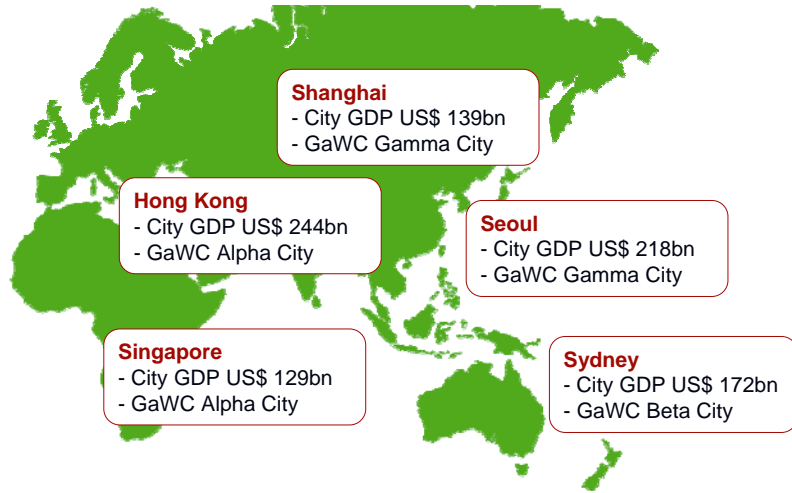 Shanghai
- City GDP US$ 139bn
- GaWC Gamma City
Hong Kong
- City GDP US$ 244bn
- GaWC Alpha City
Seoul
- City GDP US$ 218bn
- GaWC Gamma City
Singapore
- City GDP US$ 129bn
- GaWC Alpha City
Sydney
- City GDP US$ 172bn
- GaWC Beta City